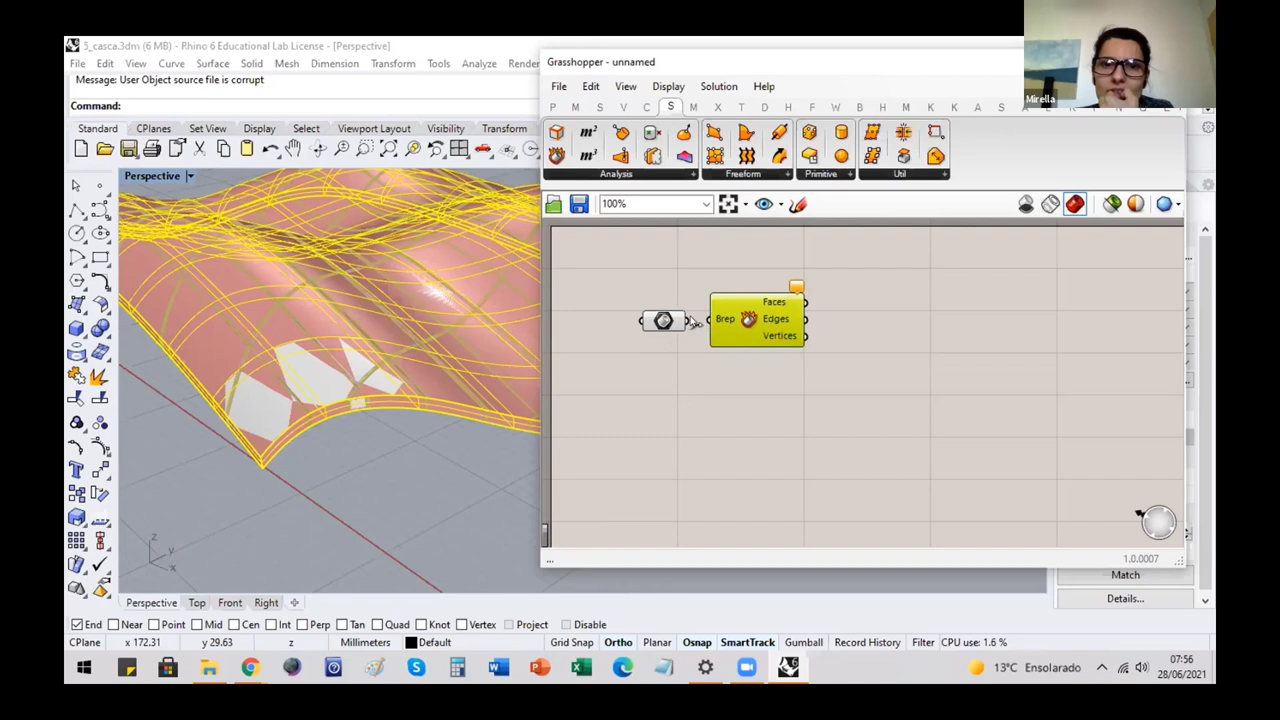 5_casca.3dm (6 MB) - Rhino 6 Educational Lab License - [Perspective]
File Edit View Curve Surface Solid Mesh Dimension Transform Tools Analyze Render
Message: User Object source file is corrupt
Command:
Standard CPlanes Set View Display Select Viewport Layout Visibility Transform
Perspective
z
y
x
Perspective Top Front Right
End Near Point Mid Cen Int Perp Tan Quad Knot Vertex Project Disable
CPlane x 172.31 y 29.63 z Millimeters Default Grid Snap Ortho Planar Osnap SmartTrack Gumball Record History Filter CPU use: 1.6 %
Grasshopper - unnamed
File Edit View Display Solution Help
P M S V C S M X T D H F W L B H M K K A
m² m³
Analysis Freeform Primitive Util
100%
Brep
Faces
Edges
Vertices
...
1.0.0007
Match
Details...
Mirella
13°C Ensolarado
07:56
28/06/2021